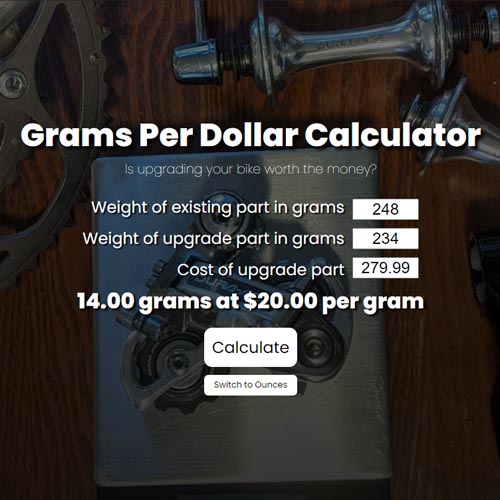 Grams Per Dollar Calculator
Is upgrading your bike worth the money?
Weight of existing part in grams 248
Weight of upgrade part in grams 234
Cost of upgrade part 279.99
14.00 grams at $20.00 per gram
Calculate
Switch to Ounces